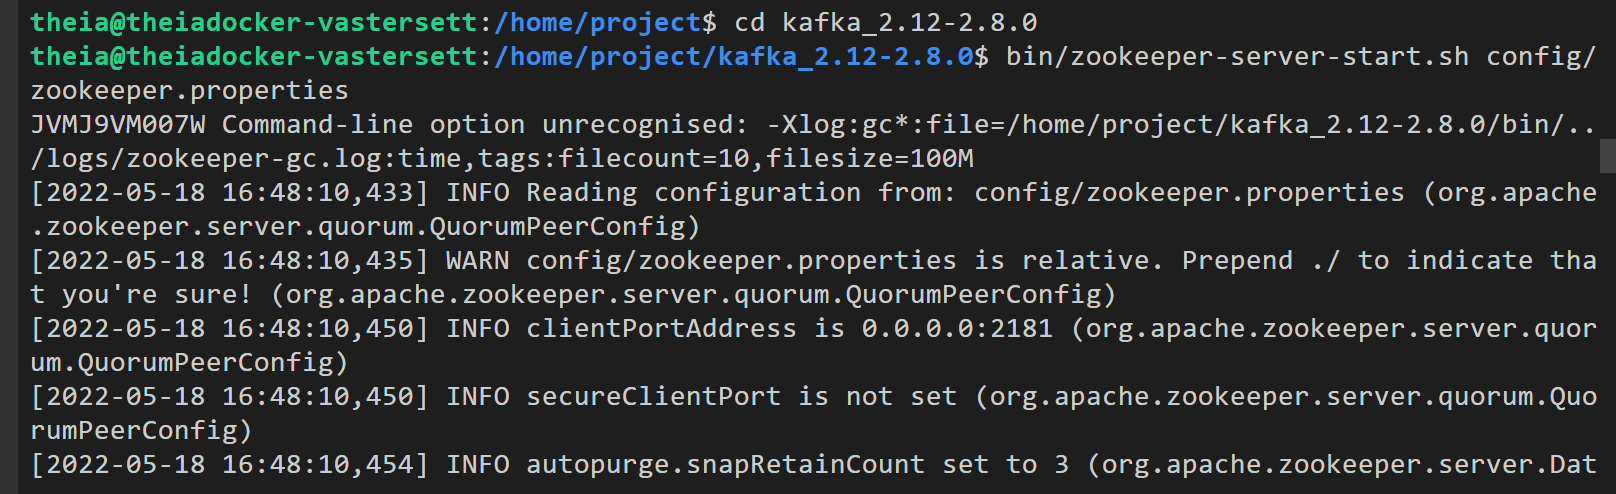 theia@theiadocker-vastersett:/home/project$ cd kafka_2.12-2.8.0
theia@theiadocker-vastersett:/home/project/kafka_2.12-2.8.0$ bin/zookeeper-server-start.sh config/
zookeeper.properties
JVMJ9VM007W Command-line option unrecognised: -Xlog:gc*:file=/home/project/kafka_2.12-2.8.0/bin/..
/logs/zookeeper-gc.log:time,tags:filecount=10,filesize=100M
[2022-05-18 16:48:10,433] INFO Reading configuration from: config/zookeeper.properties (org.apache
.zookeeper.server.quorum.QuorumPeerConfig)
[2022-05-18 16:48:10,435] WARN config/zookeeper.properties is relative. Prepend ./ to indicate tha
t you're sure! (org.apache.zookeeper.server.quorum.QuorumPeerConfig)
[2022-05-18 16:48:10,450] INFO clientPortAddress is 0.0.0.0:2181 (org.apache.zookeeper.server.quor
um.QuorumPeerConfig)
[2022-05-18 16:48:10,450] INFO secureClientPort is not set (org.apache.zookeeper.server.quorum.Quo
rumPeerConfig)
[2022-05-18 16:48:10,454] INFO autopurge.snapRetainCount set to 3 (org.apache.zookeeper.server.Dat